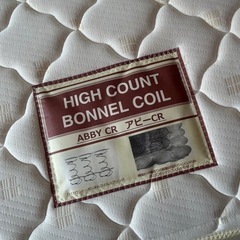 HIGH COUNT
BONNEL COIL
ABBY CR アビーCR